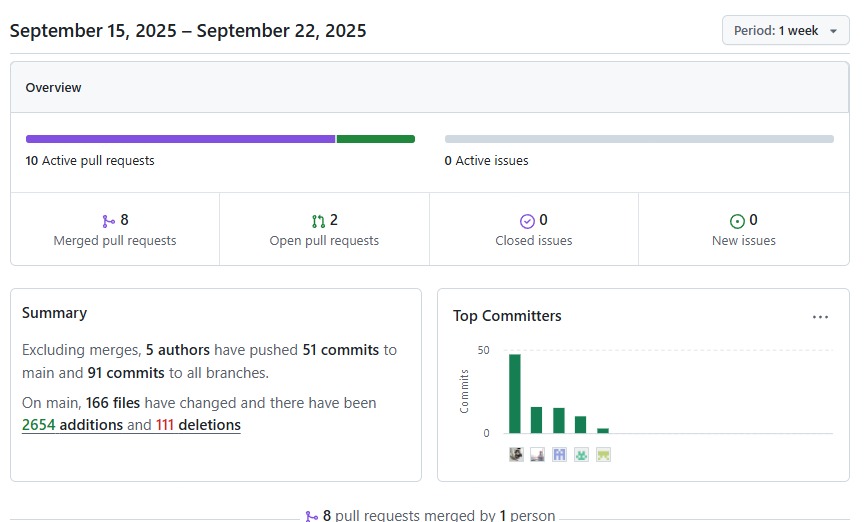 September 15, 2025 – September 22, 2025
Period: 1 week
Overview
10 Active pull requests
0 Active issues
8
Merged pull requests
2
Open pull requests
0
Closed issues
0
New issues
Summary
Excluding merges, 5 authors have pushed 51 commits to
main and 91 commits to all branches.
On main, 166 files have changed and there have been
2654 additions and 111 deletions
Top Committers
50
Commits
0
8 pull requests merged by 1 person